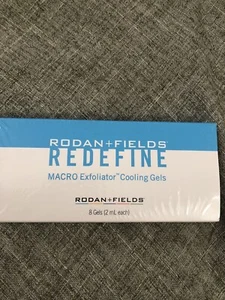 RODAN+FIELDS
REDEFINE
MACRO Exfoliator™ Cooling Gels
RODAN+FIELDS
8 Gels (2 mL each)